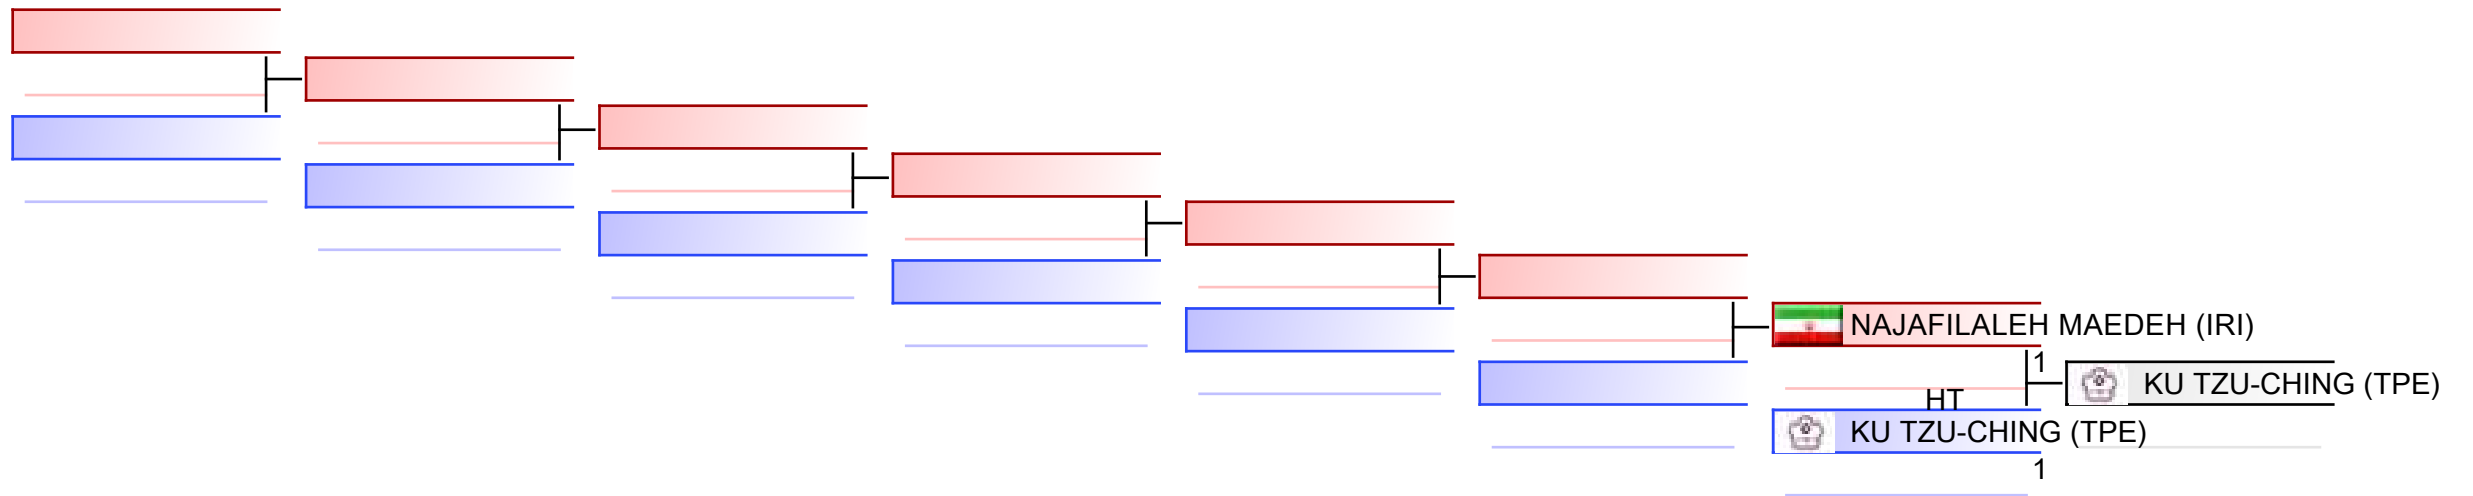 NAJAFILALEH MAEDEH (IRI)
1
KU TZU-CHING (TPE)
HT
KU TZU-CHING (TPE)
1